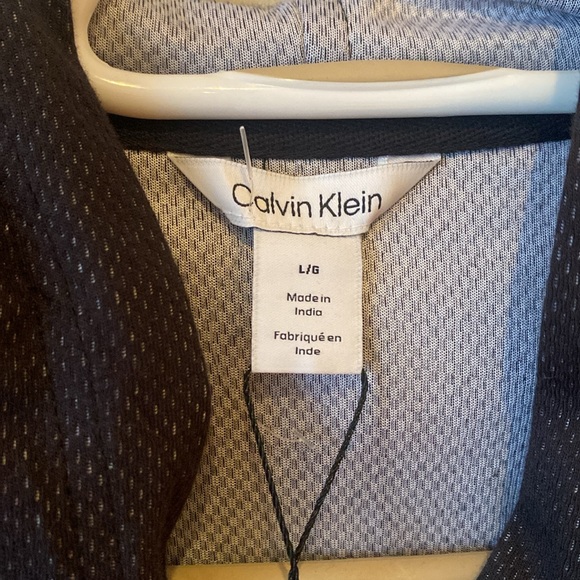 Calvin Klein
L/G
Made in
India
Fabriqué en
Inde